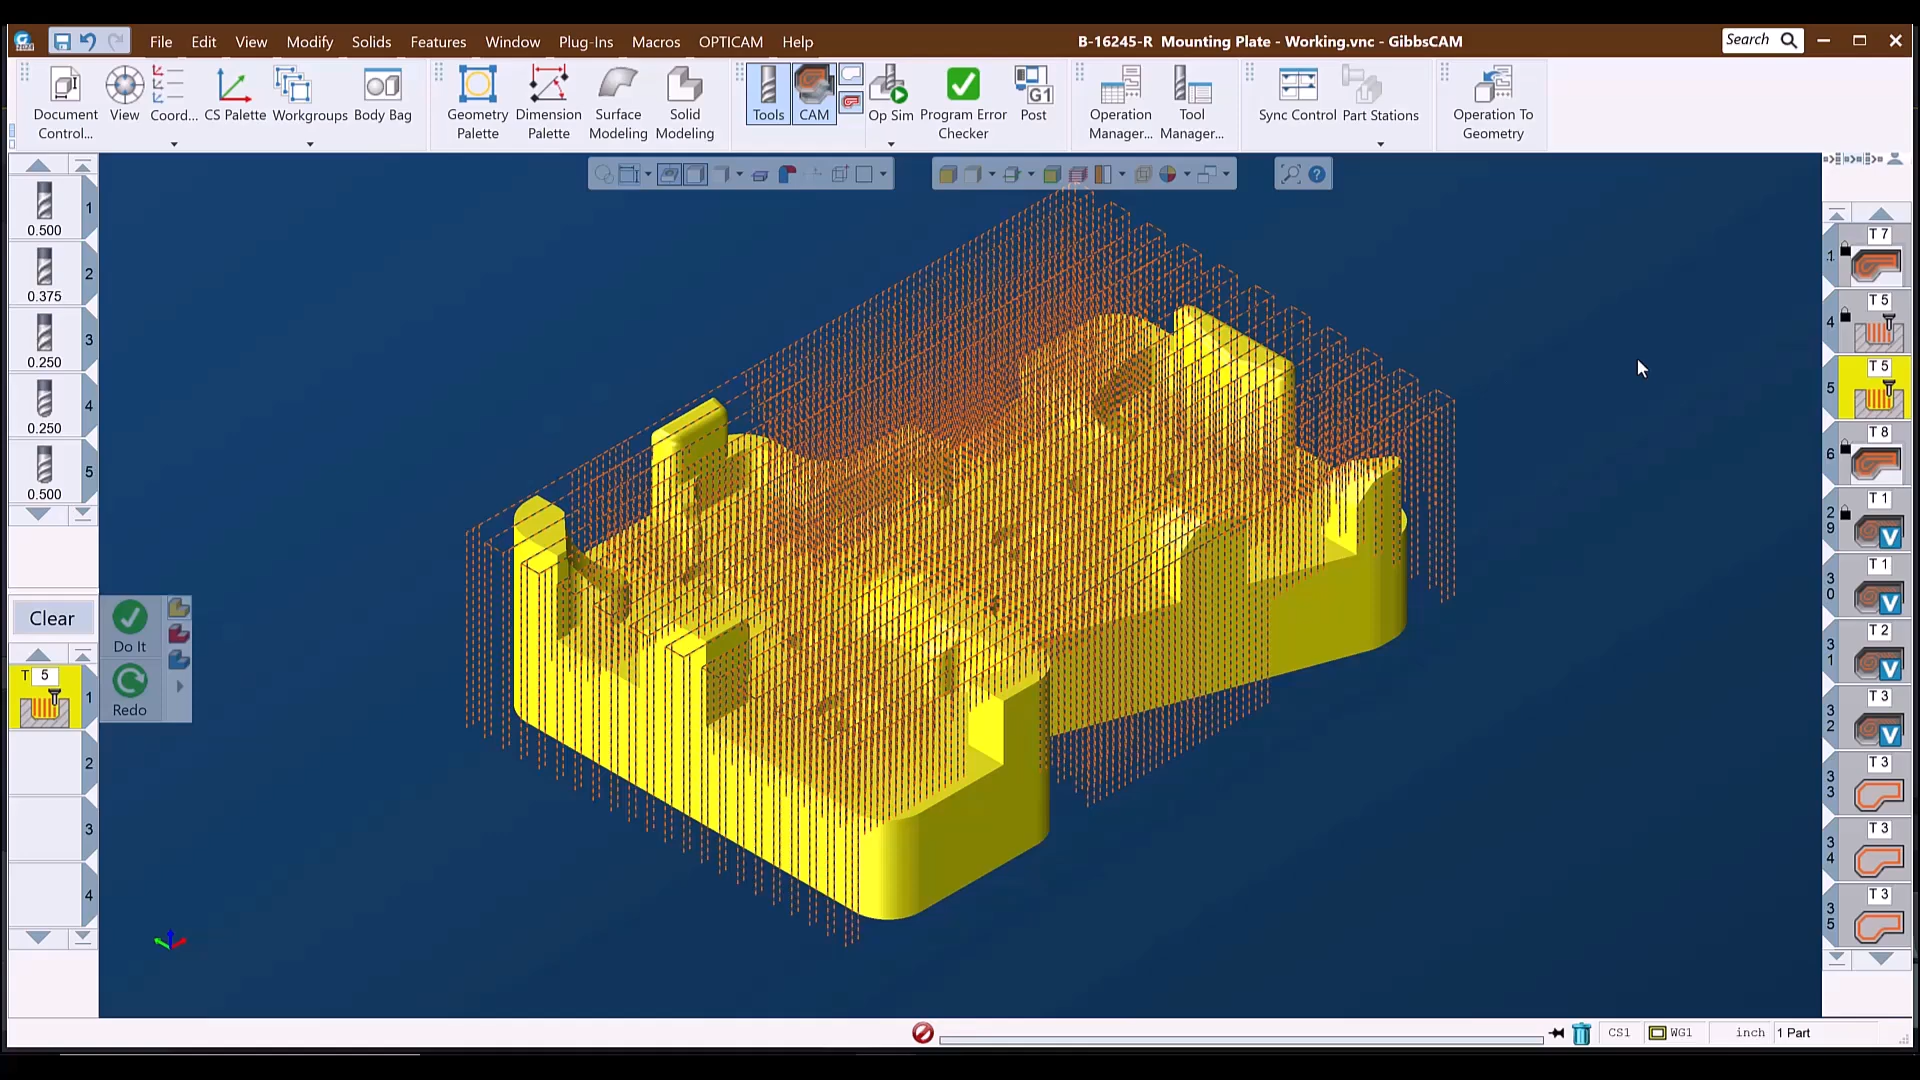 File Edit View Modify Solids Features Window Plug-Ins Macros OPTICAM Help
B-16245-R Mounting Plate - Working.vnc - GibbsCAM
Search
Document Control...
View
Coord...
CS Palette
Workgroups
Body Bag
Geometry Palette
Dimension Palette
Surface Modeling
Solid Modeling
Tools
CAM
Op Sim
Program Error Checker
G1
Post
Operation Manager...
Tool Manager...
Sync Control
Part Stations
Operation To Geometry
1
0.500
2
0.375
3
0.250
4
0.250
5
0.500
Clear
Do It
Redo
T 5
1
2
3
4
T 7
1
T 5
4
T 5
5
T 8
6
T 1
29
V
T 1
30
V
T 2
31
V
T 3
32
V
T 3
33
T 3
34
T 3
35
CS1
WG1
inch
1 Part